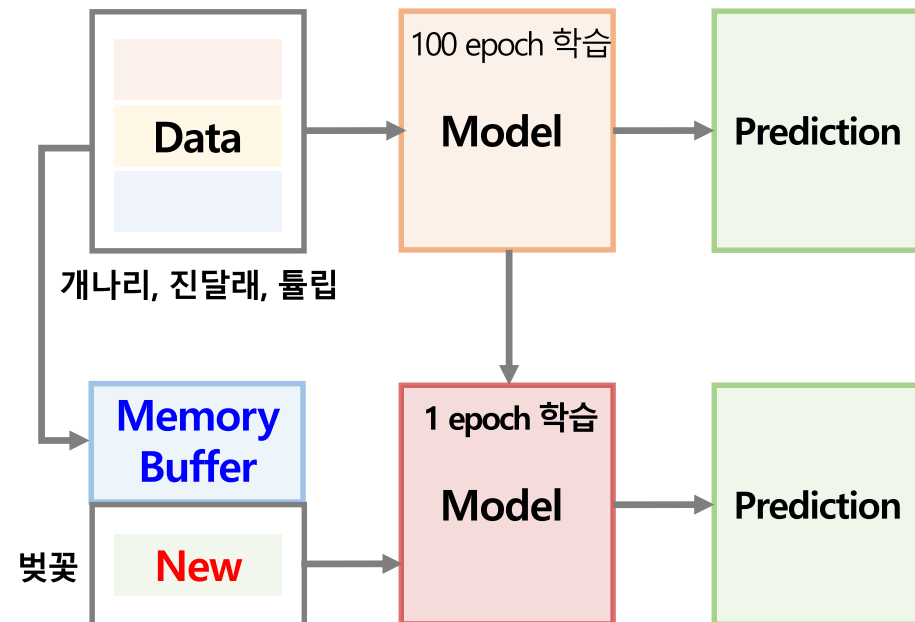 100 epoch 학습
Data
Model
Prediction
개나리, 진달래, 튤립
Memory
Buffer
1 epoch 학습
Model
Prediction
벚꽃
New